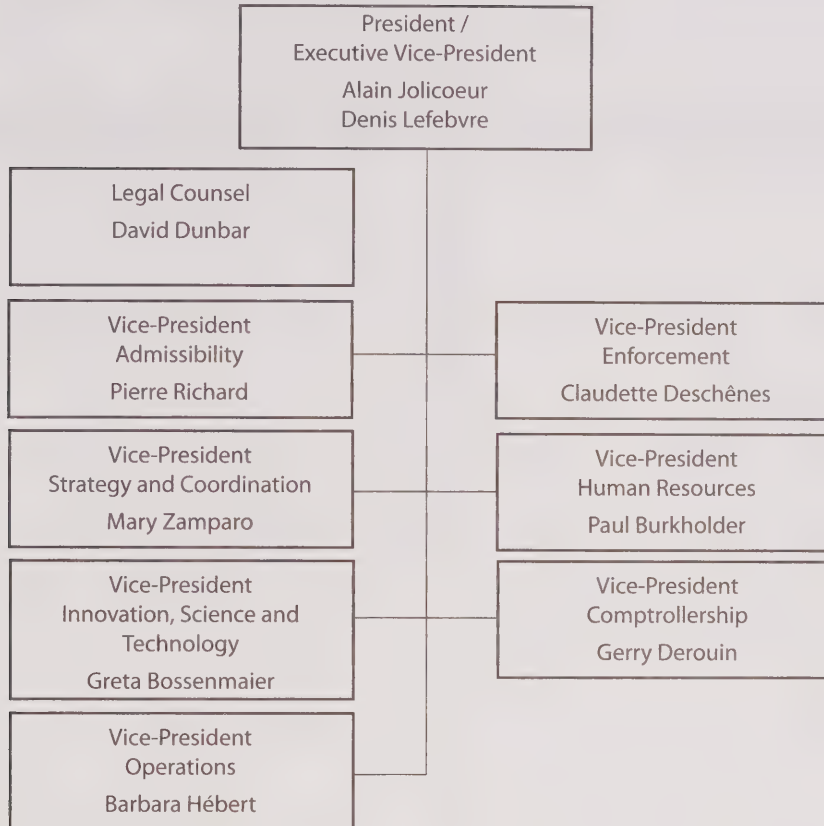 President /
Executive Vice-President
Alain Jolicoeur
Denis Lefebvre
Legal Counsel
David Dunbar
Vice-President
Admissibility
Pierre Richard
Vice-President
Enforcement
Claudette Deschênes
Vice-President
Strategy and Coordination
Mary Zamparo
Vice-President
Human Resources
Paul Burkholder
Vice-President
Innovation, Science and
Technology
Greta Bossenmaier
Vice-President
Comptrollership
Gerry Derouin
Vice-President
Operations
Barbara Hébert